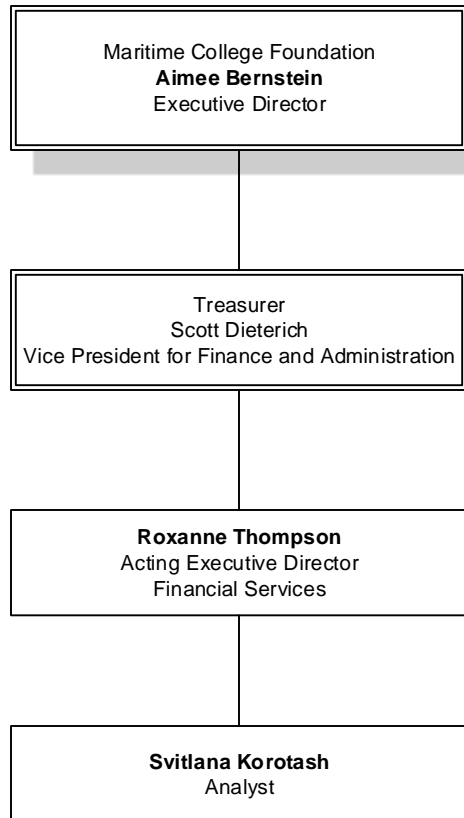 Maritime College Foundation
Aimee Bernstein
Executive Director
Treasurer
Scott Dieterich
Vice President for Finance and Administration
Roxanne Thompson
Acting Executive Director
Financial Services
Svitlana Korotash
Analyst